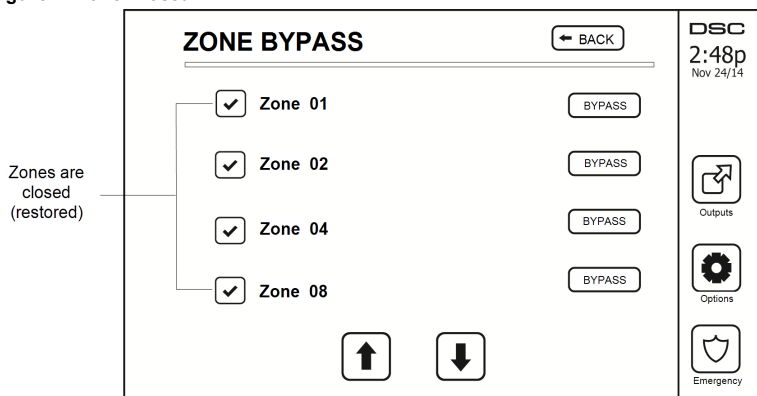 ZONE BYPASS
BACK
DSC
2:48p
Nov 24/14
Zone 01
BYPASS
Zone 02
BYPASS
Zones are
closed
(restored)
Zone 04
BYPASS
Zone 08
BYPASS
Outputs
Options
Emergency